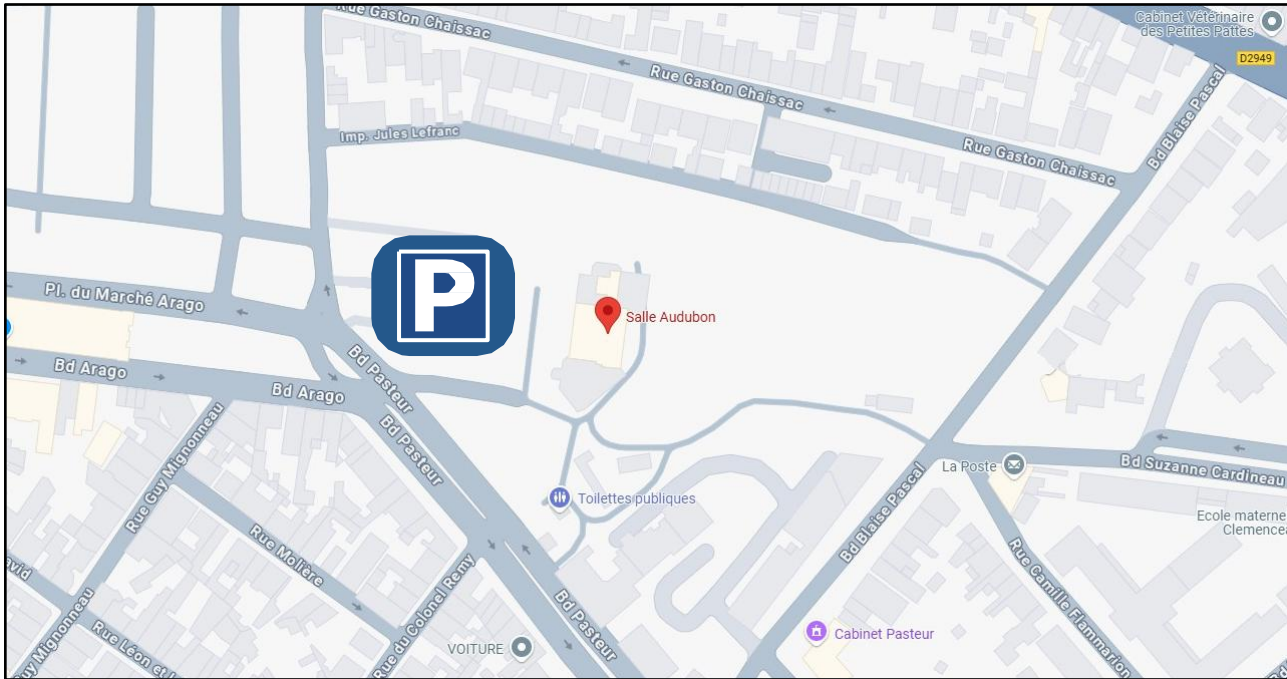 Rue Gaston Chaissac
Cabinet Vétérinaire
des Petites Pattes
D2949
Rue Gaston Chaissac
Bd Blaise Pascal
Imp. Jules Lefranc
Rue Gaston Chaissac
P
Pl. du Marché Arago
Salle Audubon
Bd Arago
Bd Pasteur
Bd Arago
Bd Pasteur
Rue Guy Mignonneau
La Poste
Bd Suzanne Cardineau
Toilettes publiques
Bd Blaise Pascal
Ecole materne
Clemencea
Rue Molière
Rue du Colonel Remy
Rue Camille Flammarion
avid
Guy Mignonneau
Bd Pasteur
Rue Léon et
VOITURE
Cabinet Pasteur